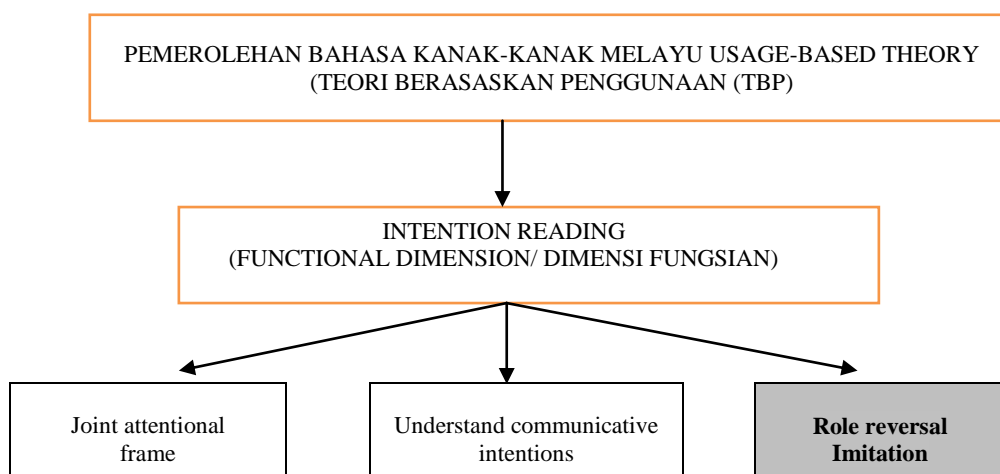 PEMEROLEHAN BAHASA KANAK-KANAK MELAYU USAGE-BASED THEORY
(TEORI BERASASKAN PENGGUNAAN (TBP)
INTENTION READING
(FUNCTIONAL DIMENSION/ DIMENSI FUNGSIAN)
Joint attentional
frame
Understand communicative
intentions
Role reversal
Imitation